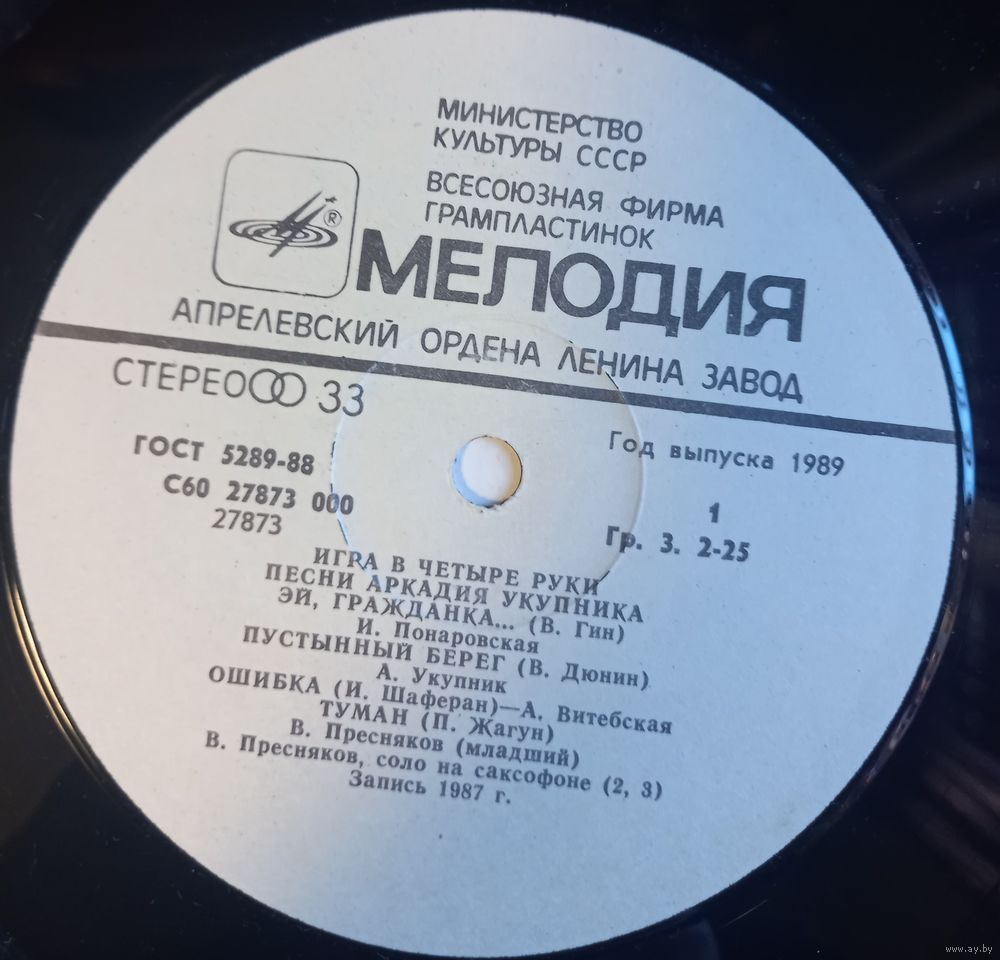 МИНИСТЕРСТВО
КУЛЬТУРЫ СССР
ВСЕСОЮЗНАЯ ФИРМА
ГРАМПЛАСТИНОК
®
МЕЛОДИЯ
АПРЕЛЕВСКИЙ ОРДЕНА ЛЕНИНА ЗАВОД
СТЕРЕО 33
ГОСТ 5289-88
Год выпуска 1989
С60 27873 000
27873
1
Гр. 3. 2-25
ИГРА В ЧЕТЫРЕ РУКИ
ПЕСНИ АРКАДИЯ УКУПНИКА
ЭЙ, ГРАЖДАНКА... (В. Гин)
И. Понаровская
ПУСТЫННЫЙ БЕРЕГ (В. Дюнин)
А. Укупник
ОШИБКА (И. Шаферан)—А. Витебская
ТУМАН (П. Жагун)
В. Пресняков (младший)
В. Пресняков, соло на саксофоне (2, 3)
Запись 1987 г.
www.ay.by